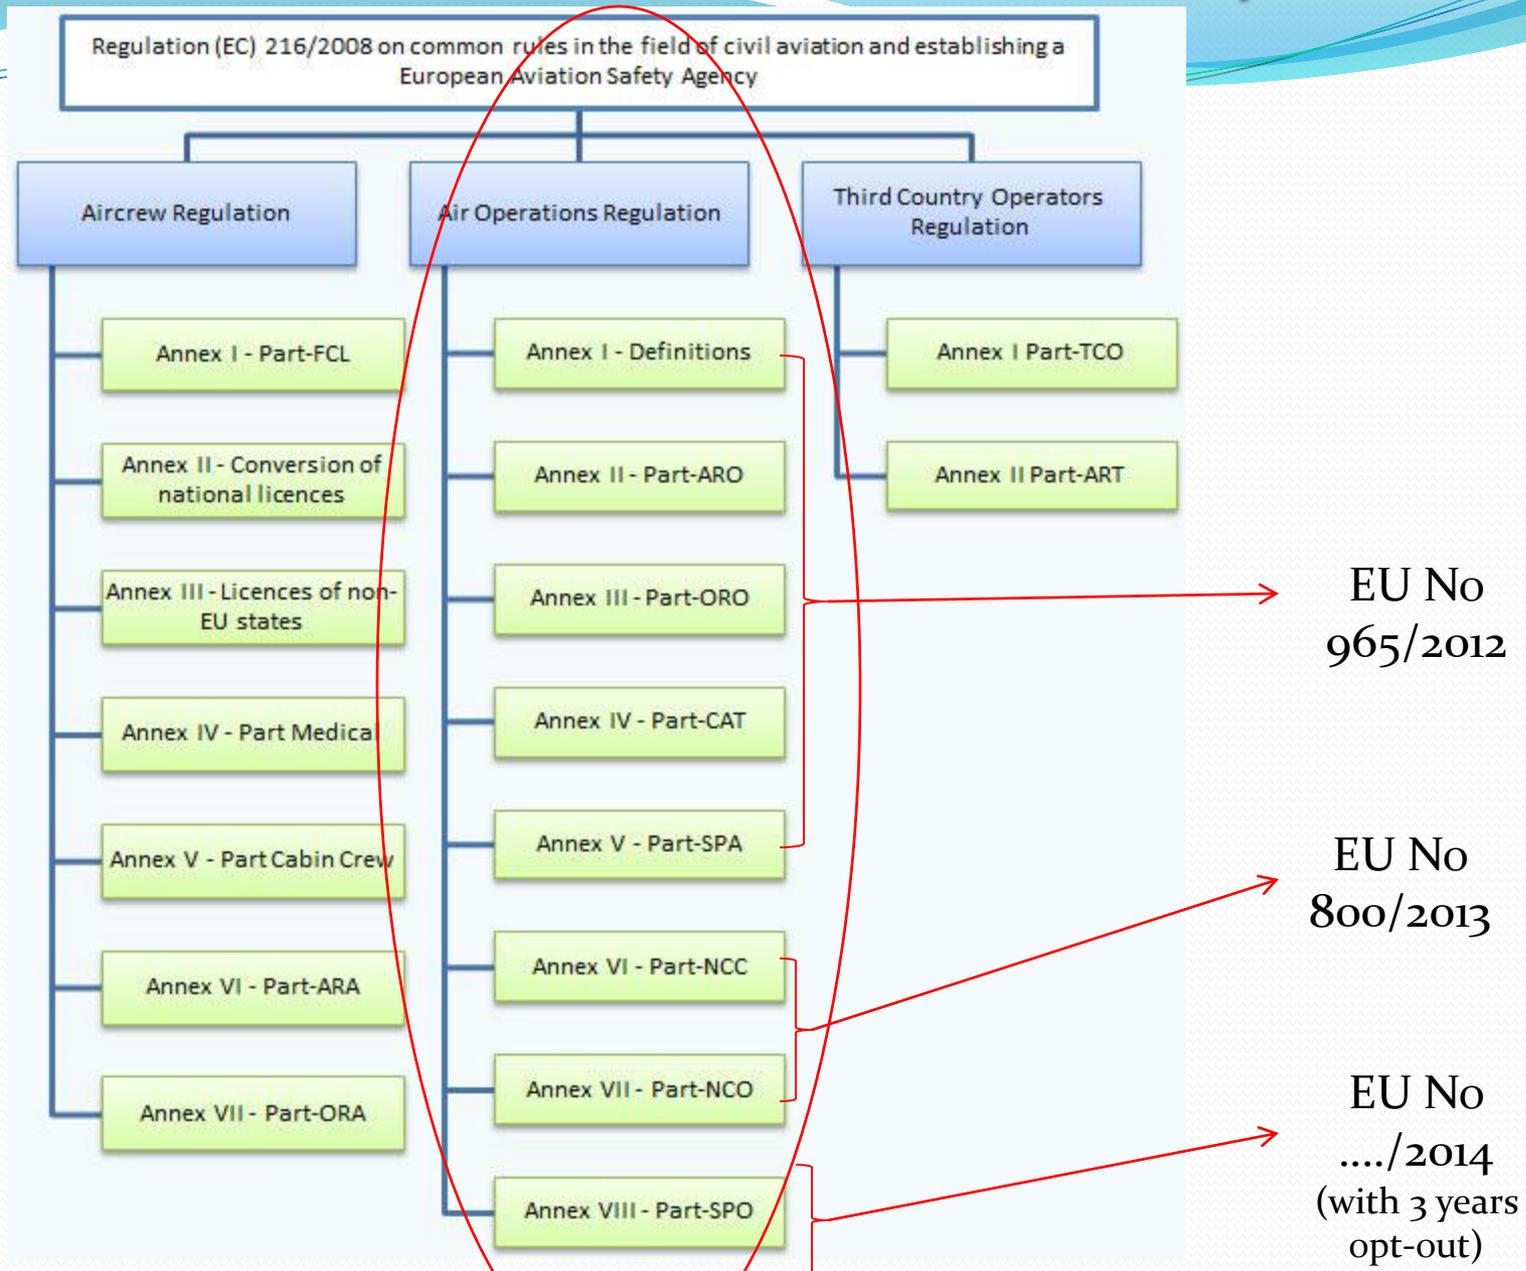 Regulation (EC) 216/2008 on common rules in the field of civil aviation and establishing a
European Aviation Safety Agency
Aircrew Regulation
Annex I - Part-FCL
Annex II - Conversion of
national licences
Annex III - Licences of non-
EU states
Annex IV - Part Medical
Annex V - Part Cabin Crew
Annex VI - Part-ARA
Annex VII - Part-ORA
Air Operations Regulation
Annex I - Definitions
Annex II - Part-ARO
Annex III - Part-ORO
Annex IV - Part-CAT
Annex V - Part-SPA
Annex VI - Part-NCC
Annex VII - Part-NCO
Annex VIII - Part-SPO
Third Country Operators
Regulation
Annex I Part-TCO
Annex II Part-ART
EU No
965/2012
EU No
800/2013
EU No
..../2014
(with 3 years
opt-out)